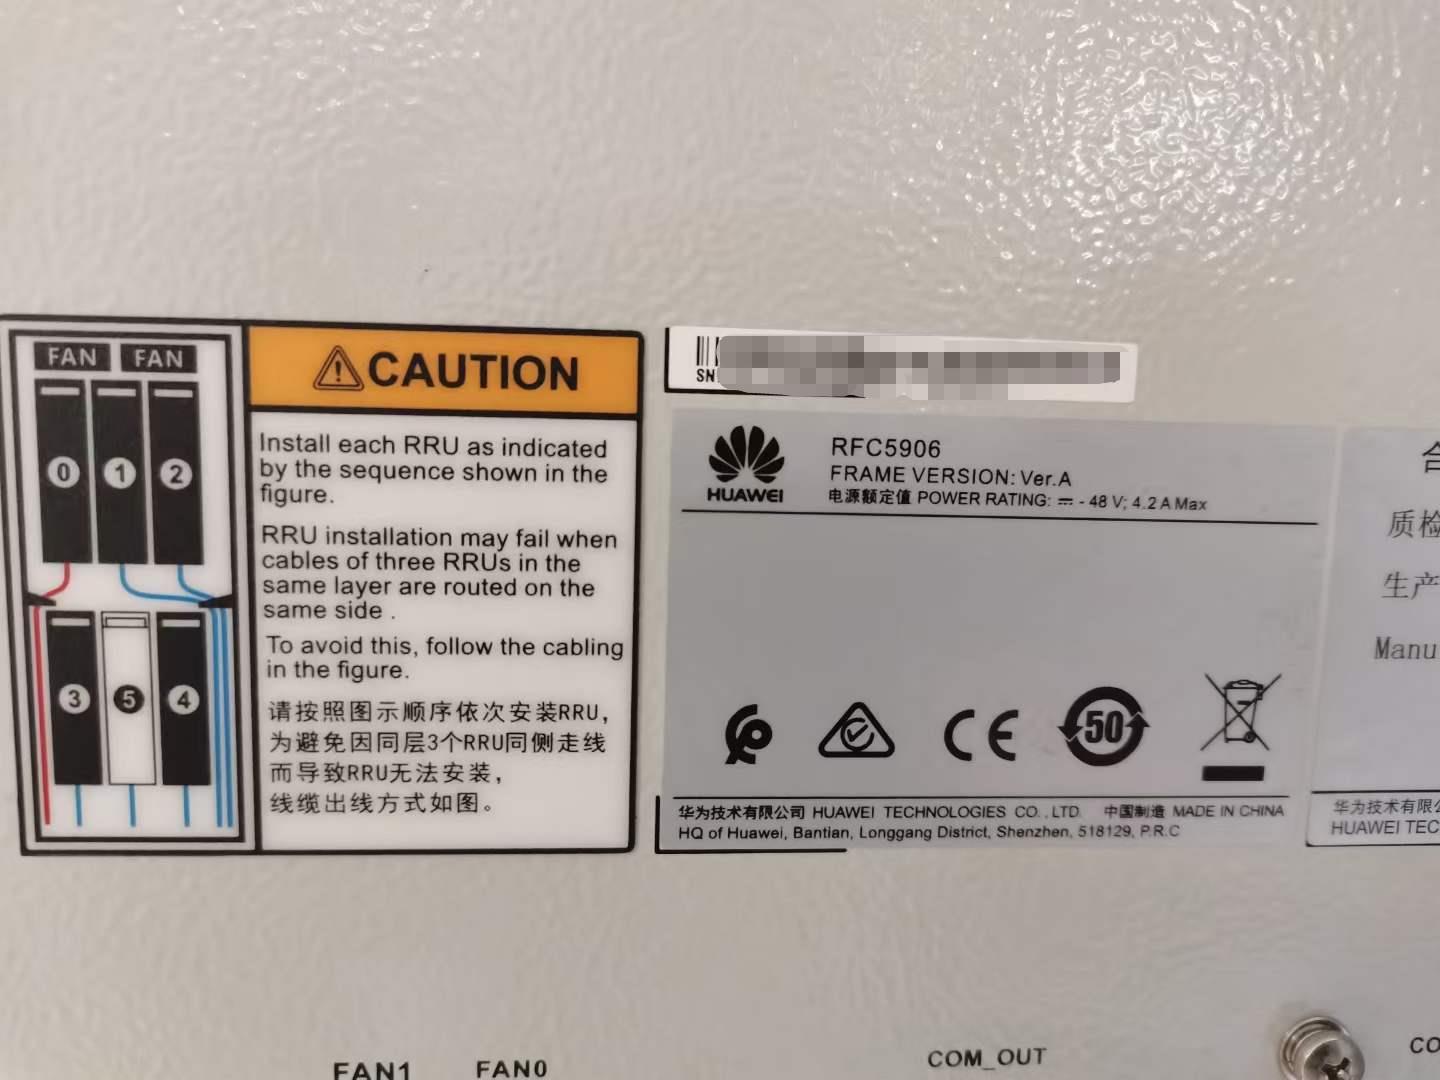 FAN FAN
0 1 2
3 5 4
CAUTION
Install each RRU as indicated
by the sequence shown in the
figure.
RRU installation may fail when
cables of three RRUs in the
same layer are routed on the
same side .
To avoid this, follow the cabling
in the figure.
请按照图示顺序依次安装RRU，
为避免因同层3个RRU同侧走线
而导致RRU无法安装，
线缆出线方式如图。
SN
HUAWEI
RFC5906
FRAME VERSION: Ver.A
电源额定值 POWER RATING: ⎓ - 48 V; 4.2 A Max
CE
50
华为技术有限公司 HUAWEI TECHNOLOGIES CO.,LTD. 中国制造 MADE IN CHINA
HQ of Huawei, Bantian, Longgang District, Shenzhen, 518129, P.R.C
合
质检
生产
Manu
华为技术有限
HUAWEI TEC
FAN1 FAN0 COM_OUT CO